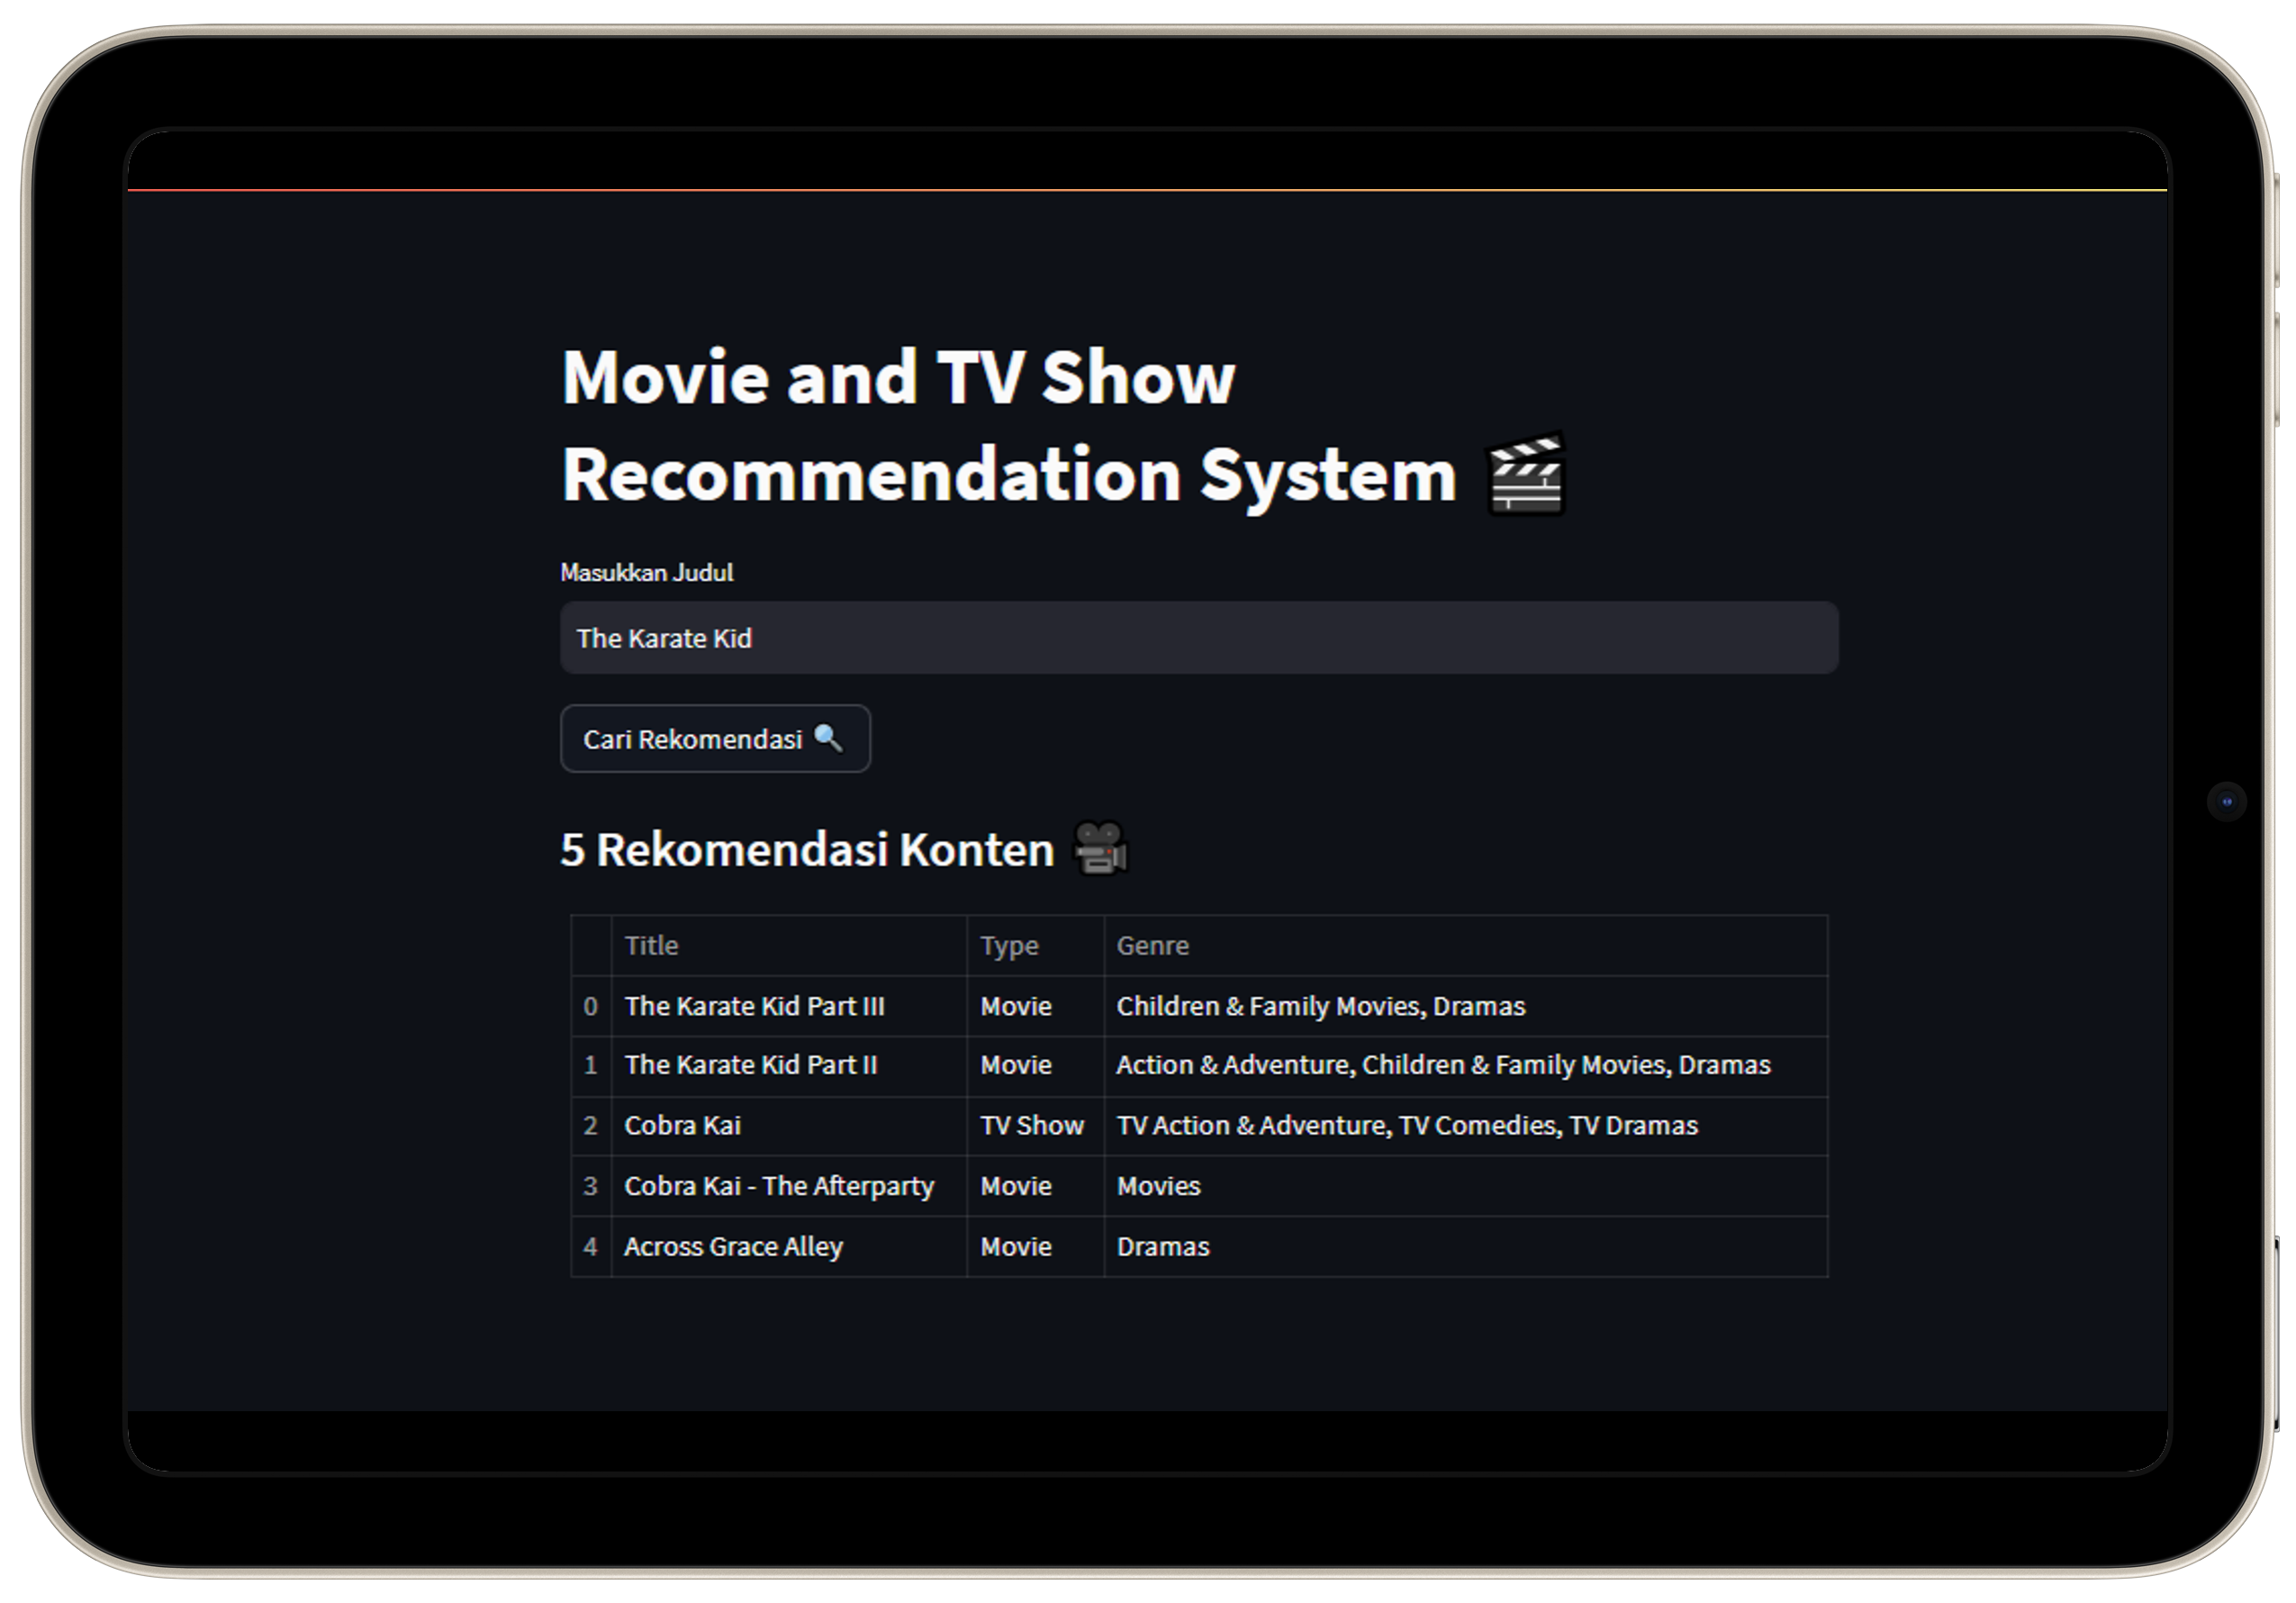 Movie and TV Show
Recommendation System 🎬
Masukkan Judul
The Karate Kid
Cari Rekomendasi 🔍
5 Rekomendasi Konten 🎥
Title Type Genre
0 The Karate Kid Part III Movie Children & Family Movies, Dramas
1 The Karate Kid Part II Movie Action & Adventure, Children & Family Movies, Dramas
2 Cobra Kai TV Show TV Action & Adventure, TV Comedies, TV Dramas
3 Cobra Kai - The Afterparty Movie Movies
4 Across Grace Alley Movie Dramas